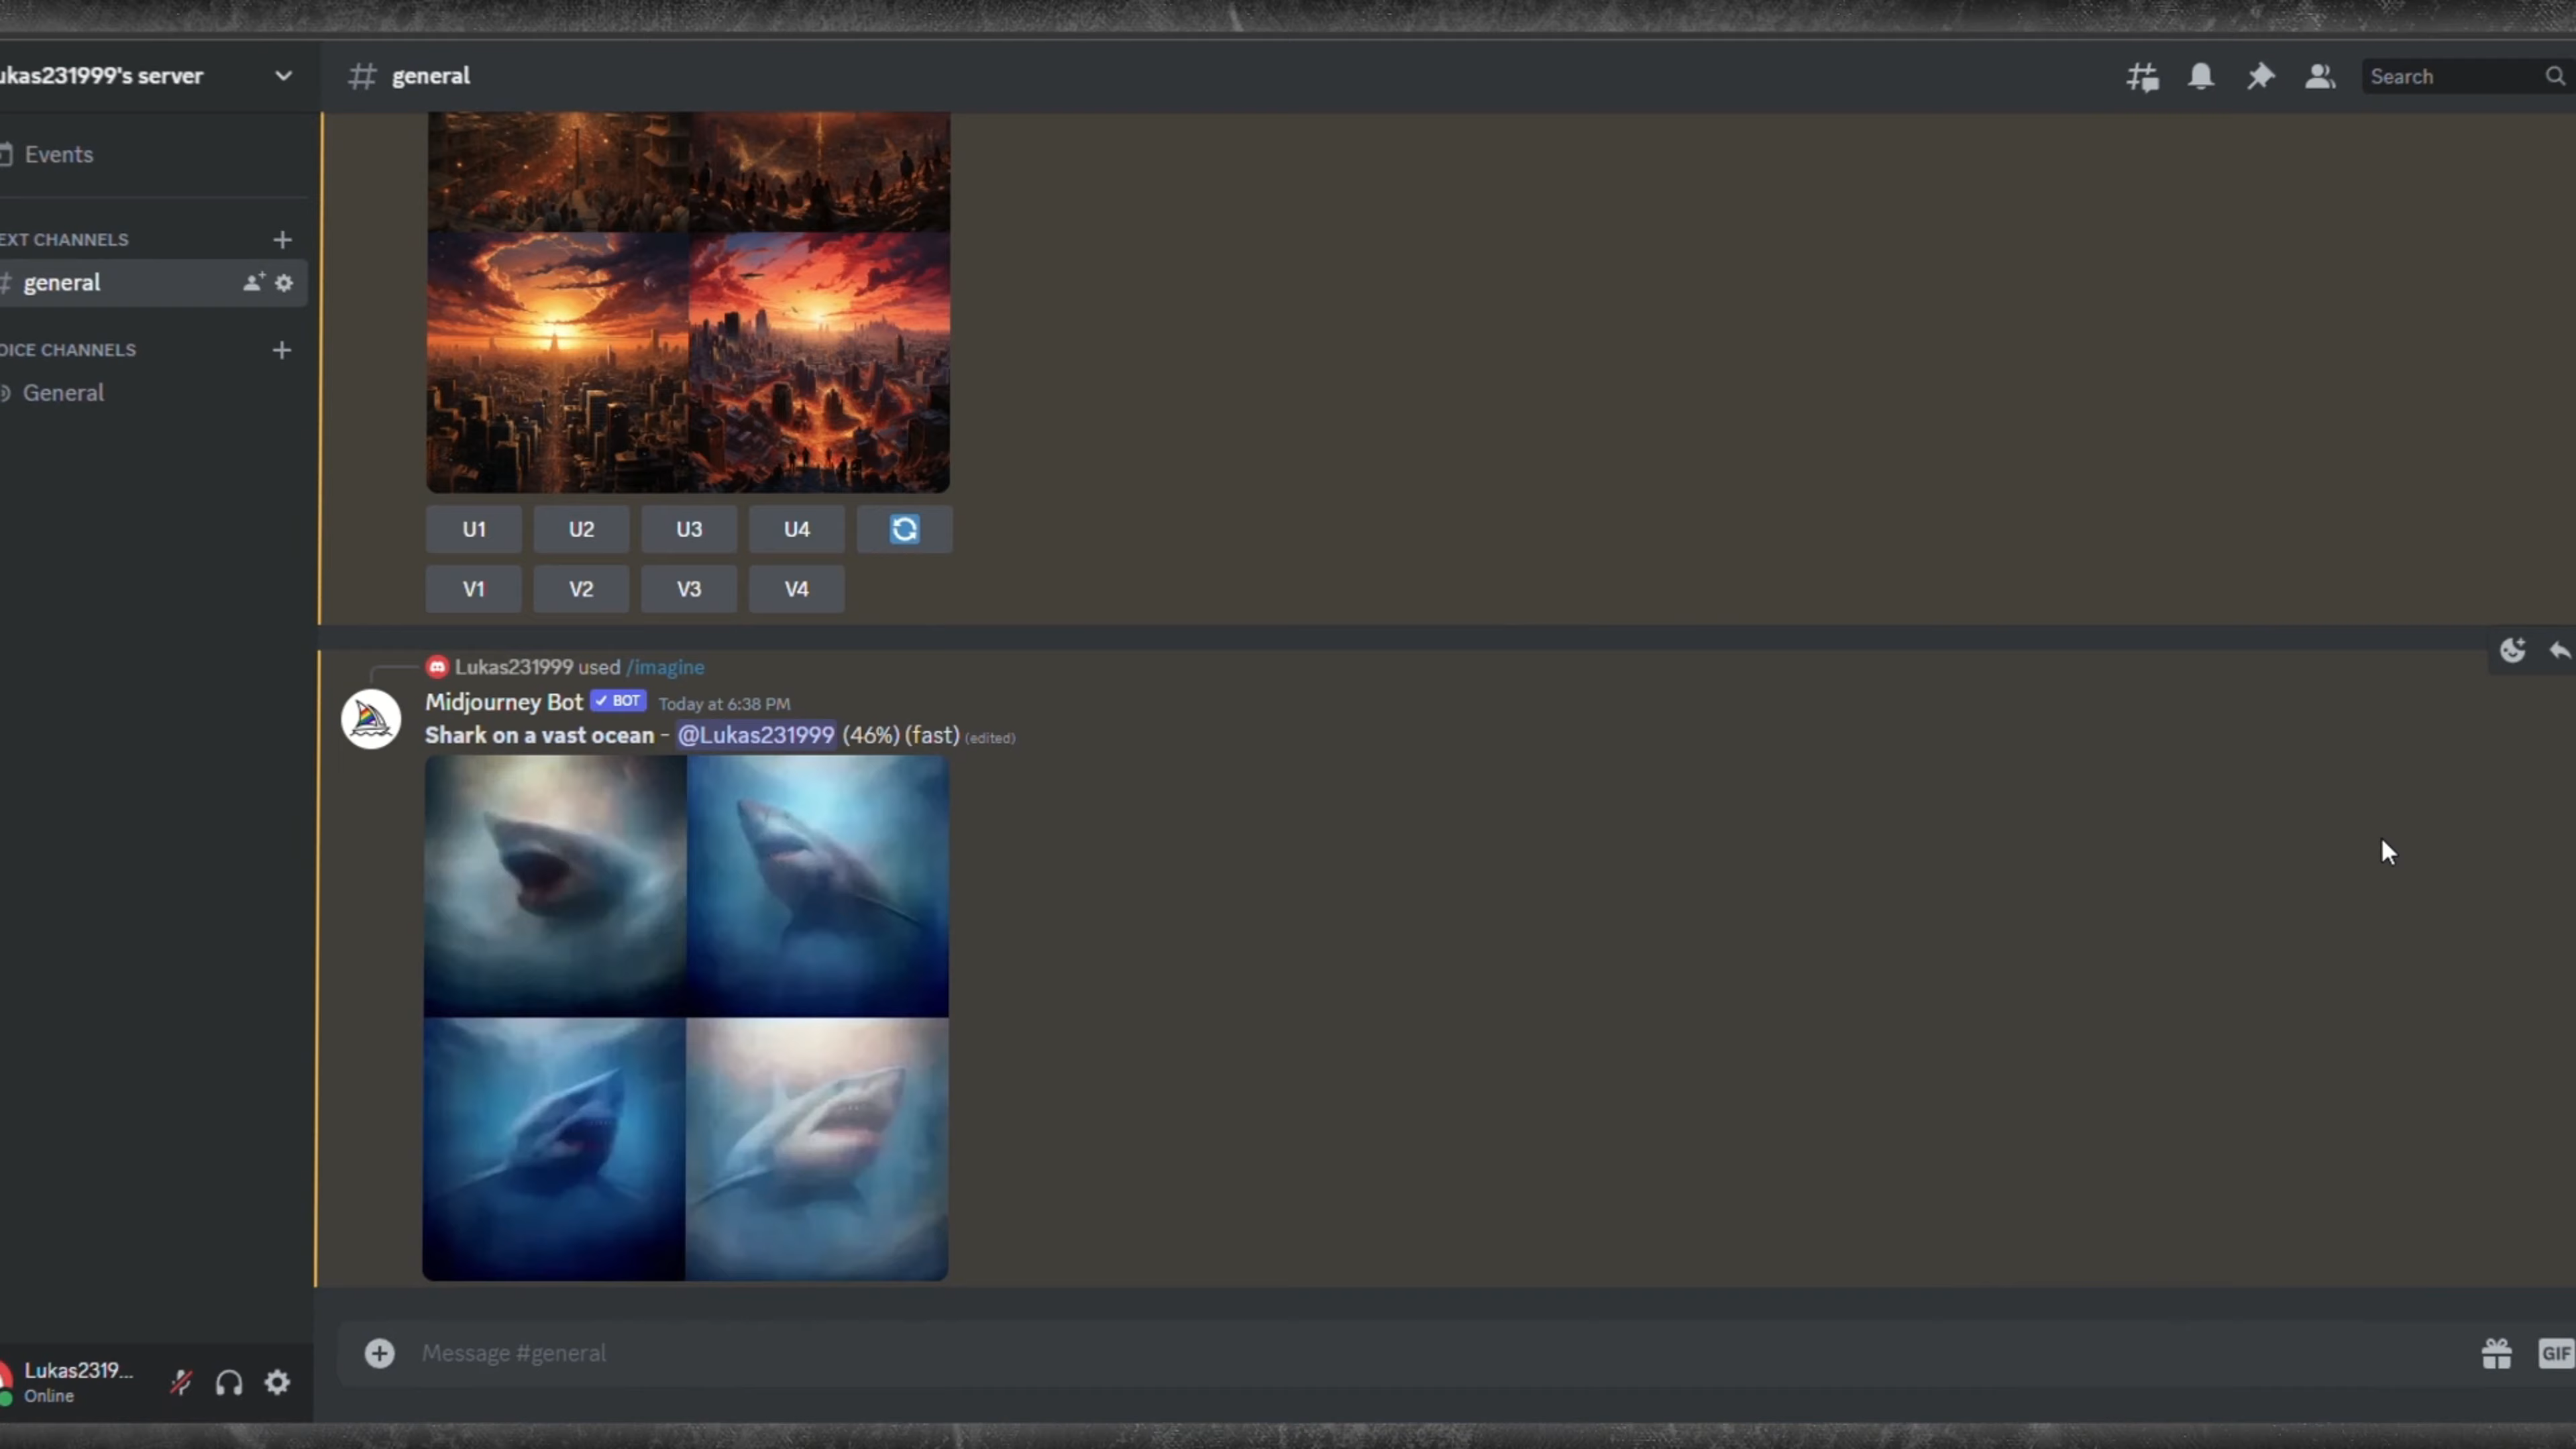 ukas231999's server
# general
Search
Events
EXT CHANNELS
general
OICE CHANNELS
General
U1 U2 U3 U4
V1 V2 V3 V4
Lukas231999 used /imagine
Midjourney Bot ✓ BOT Today at 6:38 PM
Shark on a vast ocean - @Lukas231999 (46%) (fast) (edited)
Message #general
GIF
Lukas2319...
Online